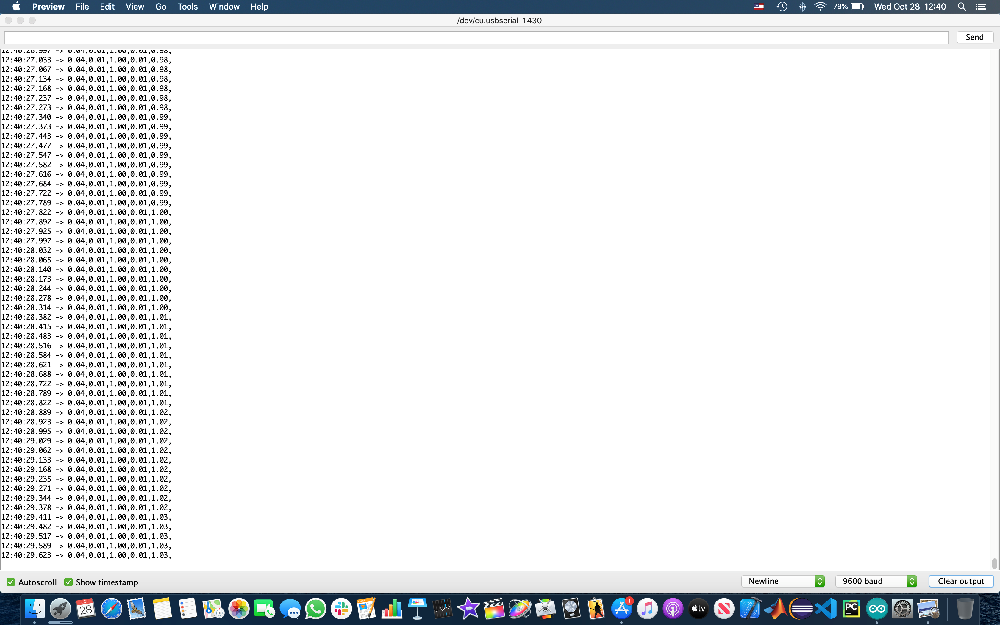 Preview File Edit View Go Tools Window Help 79% Wed Oct 28 12:40
/dev/cu.usbserial-1430
Send
12:40:26.997 -> 0.04,0.01,1.00,0.01,0.98,
12:40:27.033 -> 0.04,0.01,1.00,0.01,0.98,
12:40:27.067 -> 0.04,0.01,1.00,0.01,0.98,
12:40:27.134 -> 0.04,0.01,1.00,0.01,0.98,
12:40:27.168 -> 0.04,0.01,1.00,0.01,0.98,
12:40:27.237 -> 0.04,0.01,1.00,0.01,0.98,
12:40:27.273 -> 0.04,0.01,1.00,0.01,0.98,
12:40:27.340 -> 0.04,0.01,1.00,0.01,0.99,
12:40:27.373 -> 0.04,0.01,1.00,0.01,0.99,
12:40:27.443 -> 0.04,0.01,1.00,0.01,0.99,
12:40:27.477 -> 0.04,0.01,1.00,0.01,0.99,
12:40:27.547 -> 0.04,0.01,1.00,0.01,0.99,
12:40:27.582 -> 0.04,0.01,1.00,0.01,0.99,
12:40:27.616 -> 0.04,0.01,1.00,0.01,0.99,
12:40:27.684 -> 0.04,0.01,1.00,0.01,0.99,
12:40:27.722 -> 0.04,0.01,1.00,0.01,0.99,
12:40:27.789 -> 0.04,0.01,1.00,0.01,0.99,
12:40:27.822 -> 0.04,0.01,1.00,0.01,1.00,
12:40:27.892 -> 0.04,0.01,1.00,0.01,1.00,
12:40:27.925 -> 0.04,0.01,1.00,0.01,1.00,
12:40:27.997 -> 0.04,0.01,1.00,0.01,1.00,
12:40:28.032 -> 0.04,0.01,1.00,0.01,1.00,
12:40:28.065 -> 0.04,0.01,1.00,0.01,1.00,
12:40:28.140 -> 0.04,0.01,1.00,0.01,1.00,
12:40:28.173 -> 0.04,0.01,1.00,0.01,1.00,
12:40:28.244 -> 0.04,0.01,1.00,0.01,1.00,
12:40:28.278 -> 0.04,0.01,1.00,0.01,1.00,
12:40:28.314 -> 0.04,0.01,1.00,0.01,1.00,
12:40:28.382 -> 0.04,0.01,1.00,0.01,1.01,
12:40:28.415 -> 0.04,0.01,1.00,0.01,1.01,
12:40:28.483 -> 0.04,0.01,1.00,0.01,1.01,
12:40:28.516 -> 0.04,0.01,1.00,0.01,1.01,
12:40:28.584 -> 0.04,0.01,1.00,0.01,1.01,
12:40:28.621 -> 0.04,0.01,1.00,0.01,1.01,
12:40:28.688 -> 0.04,0.01,1.00,0.01,1.01,
12:40:28.722 -> 0.04,0.01,1.00,0.01,1.01,
12:40:28.789 -> 0.04,0.01,1.00,0.01,1.01,
12:40:28.822 -> 0.04,0.01,1.00,0.01,1.01,
12:40:28.889 -> 0.04,0.01,1.00,0.01,1.02,
12:40:28.923 -> 0.04,0.01,1.00,0.01,1.02,
12:40:28.995 -> 0.04,0.01,1.00,0.01,1.02,
12:40:29.029 -> 0.04,0.01,1.00,0.01,1.02,
12:40:29.062 -> 0.04,0.01,1.00,0.01,1.02,
12:40:29.133 -> 0.04,0.01,1.00,0.01,1.02,
12:40:29.168 -> 0.04,0.01,1.00,0.01,1.02,
12:40:29.235 -> 0.04,0.01,1.00,0.01,1.02,
12:40:29.271 -> 0.04,0.01,1.00,0.01,1.02,
12:40:29.344 -> 0.04,0.01,1.00,0.01,1.02,
12:40:29.378 -> 0.04,0.01,1.00,0.01,1.02,
12:40:29.411 -> 0.04,0.01,1.00,0.01,1.03,
12:40:29.482 -> 0.04,0.01,1.00,0.01,1.03,
12:40:29.517 -> 0.04,0.01,1.00,0.01,1.03,
12:40:29.589 -> 0.04,0.01,1.00,0.01,1.03,
12:40:29.623 -> 0.04,0.01,1.00,0.01,1.03,
Autoscroll Show timestamp Newline 9600 baud Clear output
OCT
28
PAGES
3D
1
tv
PC